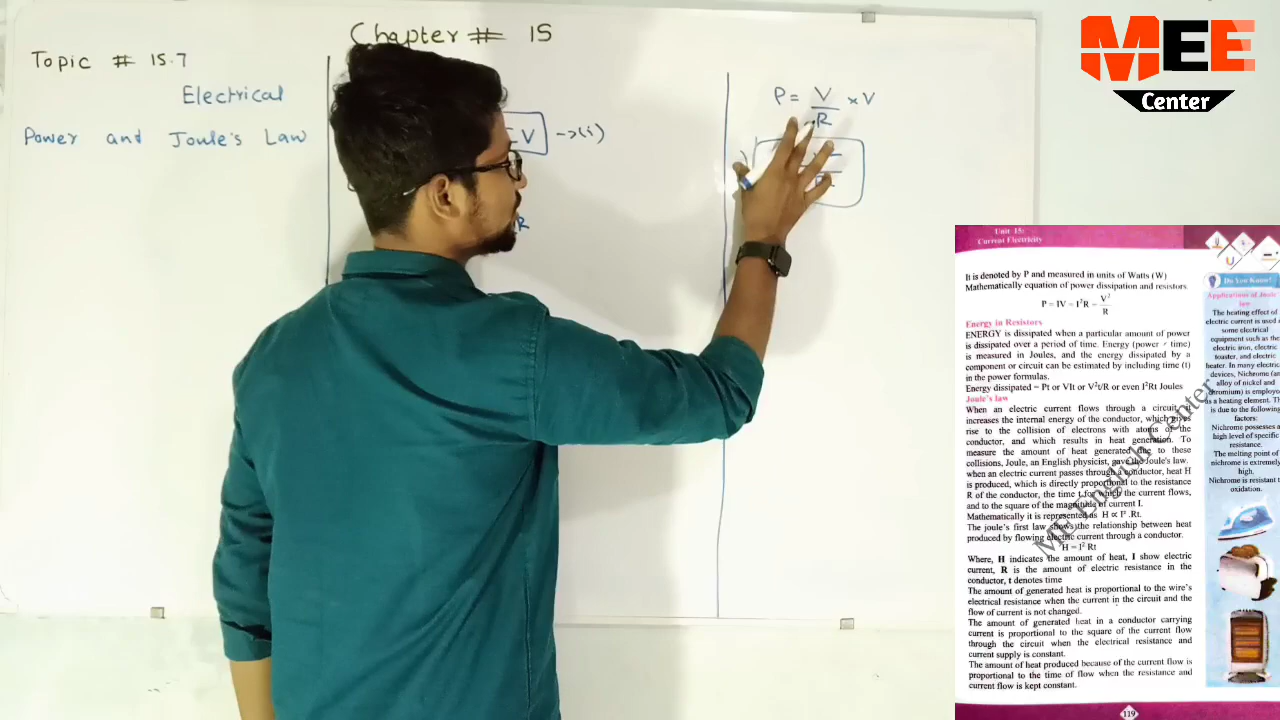 Chapter # 15
Topic # 15.7
Electrical
Power and Joule's Law
V →(i)
R
P = V/R × V
MEE
Center
Unit 15:
Current Electricity
It is denoted by P and measured in units of Watts (W)
Mathematically equation of power dissipation and resistors
P = IV = I²R = V²/R
Energy in Resistors
ENERGY is dissipated when a particular amount of power
is dissipated over a period of time. Energy (power × time)
is measured in Joules, and the energy dissipated by a
component or circuit can be estimated by including time (t)
in the power formulas.
Energy dissipated = Pt or VIt or V²t/R or even I²Rt Joules
Joule's law
When an electric current flows through a circuit, it
increases the internal energy of the conductor, which gives
rise to the collision of electrons with atoms of the
conductor, and which results in heat generation. To
measure the amount of heat generated due to these
collisions, Joule, an English physicist, gave the Joule's law.
when an electric current passes through a conductor, heat H
is produced, which is directly proportional to the resistance
R of the conductor, the time t for which the current flows,
and to the square of the magnitude of current I.
Mathematically it is represented as H ∝ I² .Rt.
The joule's first law shows the relationship between heat
produced by flowing electric current through a conductor.
H = I² Rt
Where, H indicates the amount of heat, I show electric
current, R is the amount of electric resistance in the
conductor, t denotes time
The amount of generated heat is proportional to the wire's
electrical resistance when the current in the circuit and the
flow of current is not changed.
The amount of generated heat in a conductor carrying
current is proportional to the square of the current flow
through the circuit when the electrical resistance and
current supply is constant.
The amount of heat produced because of the current flow is
proportional to the time of flow when the resistance and
current flow is kept constant.
Do You Know!
Applications of Joule's
law
The heating effect of
electric current is used
some electrical
equipment such as the
electric iron, electric
toaster, and electric
heater. In many electric
devices, Nichrome (an
alloy of nickel and
chromium) is employed
as a heating element. Th
is due to the following
factors:
Nichrome possesses a
high level of specific
resistance.
The melting point of
nichrome is extremely
high.
Nichrome is resistant to
oxidation.
ME English Center
119